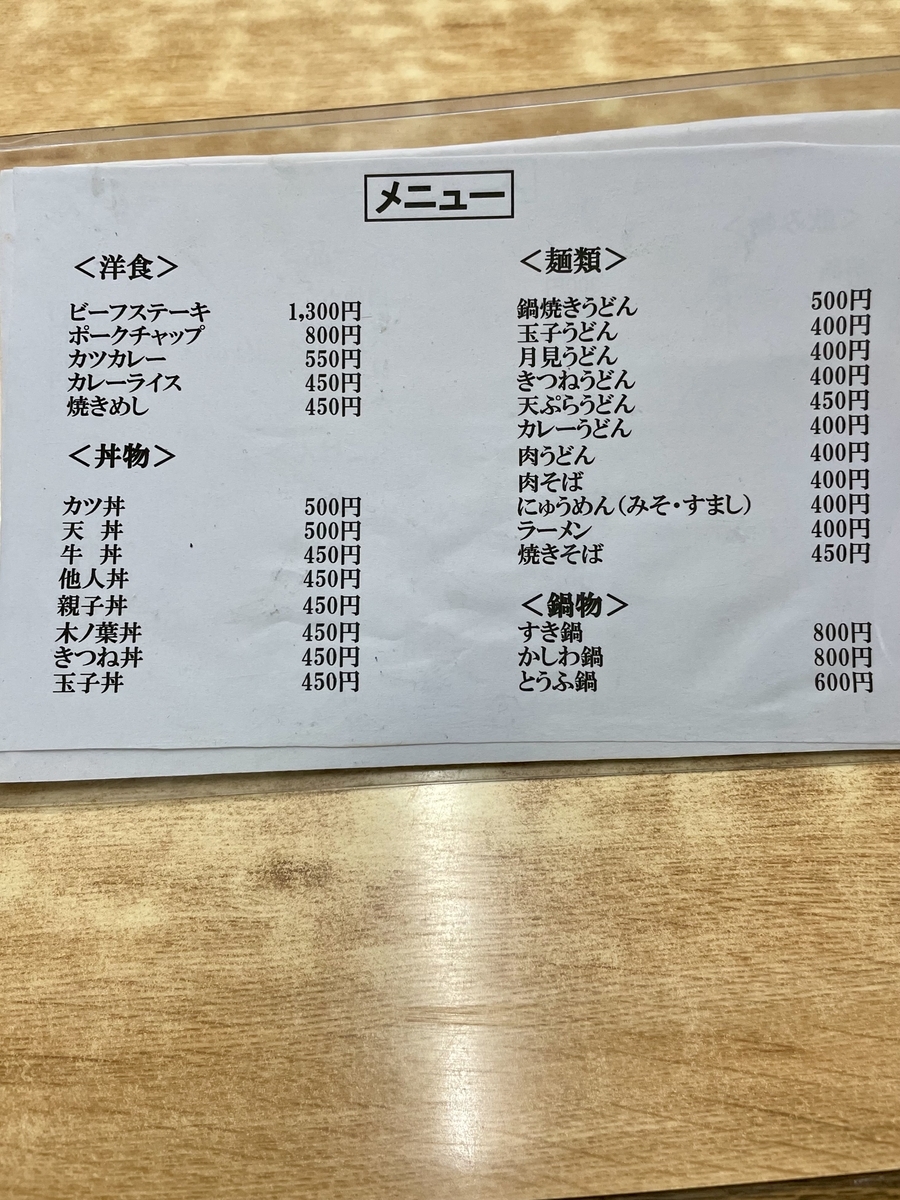 メニュー
＜洋食＞
ビーフステーキ 1,300円
ポークチャップ 800円
カツカレー 550円
カレーライス 450円
焼きめし 450円
＜丼物＞
カツ丼 500円
天　丼 500円
牛　丼 450円
他人丼 450円
親子丼 450円
木ノ葉丼 450円
きつね丼 450円
玉子丼 450円
＜麺類＞
鍋焼きうどん 500円
玉子うどん 400円
月見うどん 400円
きつねうどん 400円
天ぷらうどん 450円
カレーうどん 400円
肉うどん 400円
肉そば 400円
にゅうめん（みそ・すまし） 400円
ラーメン 400円
焼きそば 450円
＜鍋物＞
すき鍋 800円
かしわ鍋 800円
とうふ鍋 600円